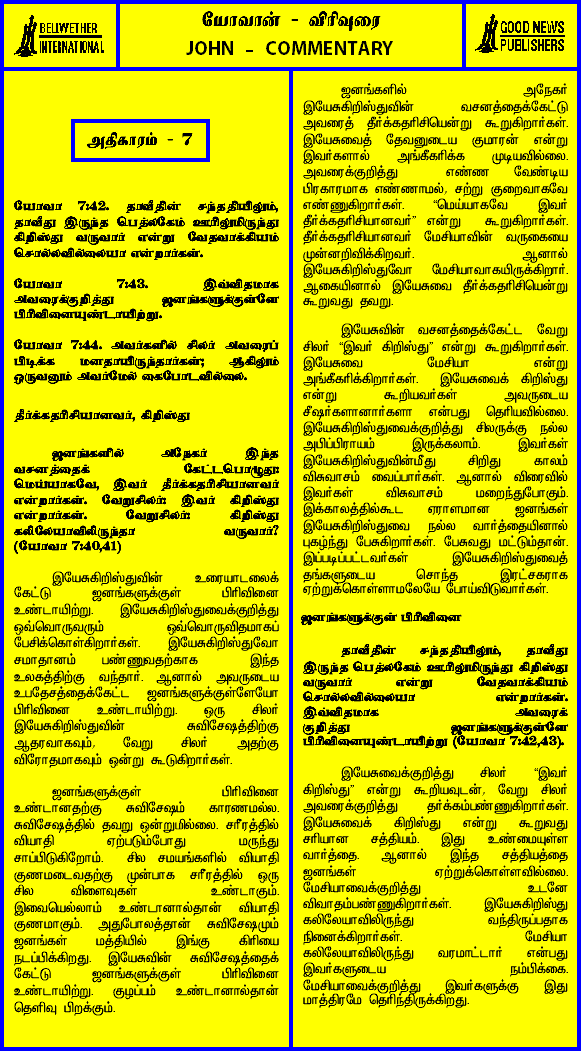 BELWETHER
INTERNATIONAL
யோவான் - விரிவுரை
JOHN - COMMENTARY
GOOD NEWS
PUBLISHERS
அதிகாரம் - 7
யோவா 7:42. தாவீதின் சந்ததியிலும்,
தாவீது இருந்த பெத்லகேம் ஊரிலுமிருந்து
கிறிஸ்து வருவார் என்று வேதவாக்கியம்
சொல்லவில்லையா என்றார்கள்.
யோவா 7:43. இவ்விதமாக
அவரைக்குறித்து ஜனங்களுக்குள்ளே
பிரிவினையுண்டாயிற்று.
யோவா 7:44. அவர்களில் சிலர் அவரைப்
பிடிக்க மனதாயிருந்தார்கள்; ஆகிலும்
ஒருவனும் அவர்மேல் கைபோடவில்லை.
தீர்க்கதரிசியானவர், கிறிஸ்து
ஜனங்களில் அநேகர் இந்த
வசனத்தைக் கேட்டபொழுது:
மெய்யாகவே, இவர் தீர்க்கதரிசியானவர்
என்றார்கள். வேறுசிலர்: இவர் கிறிஸ்து
என்றார்கள். வேறுசிலர்: கிறிஸ்து
கலிலேயாவிலிருந்தா வருவார்?
(யோவா 7:40,41)
இயேசுகிறிஸ்துவின் உரையாடலைக்
கேட்டு ஜனங்களுக்குள் பிரிவினை
உண்டாயிற்று. இயேசுகிறிஸ்துவைக்குறித்து
ஒவ்வொருவரும் ஒவ்வொருவிதமாகப்
பேசிக்கொள்கிறார்கள். இயேசுகிறிஸ்துவோ
சமாதானம் பண்ணுவதற்காக இந்த
உலகத்திற்கு வந்தார். ஆனால் அவருடைய
உபதேசத்தைக்கேட்ட ஜனங்களுக்குள்ளேயோ
பிரிவினை உண்டாயிற்று. ஒரு சிலர்
இயேசுகிறிஸ்துவின் சுவிசேஷத்திற்கு
ஆதரவாகவும், வேறு சிலர் அதற்கு
விரோதமாகவும் ஒன்று கூடுகிறார்கள்.
ஜனங்களுக்குள் பிரிவினை
உண்டானதற்கு சுவிசேஷம் காரணமல்ல.
சுவிசேஷத்தில் தவறு ஒன்றுமில்லை. சரீரத்தில்
வியாதி ஏற்படும்போது மருந்து
சாப்பிடுகிறோம். சில சமயங்களில் வியாதி
குணமடைவதற்கு முன்பாக சரீரத்தில் ஒரு
சில விளைவுகள் உண்டாகும்.
இவையெல்லாம் உண்டானால்தான் வியாதி
குணமாகும். அதுபோலத்தான் சுவிசேஷமும்
ஜனங்கள் மத்தியில் இங்கு கிரியை
நடப்பிக்கிறது. இயேசுவின் சுவிசேஷத்தைக்
கேட்டு ஜனங்களுக்குள் பிரிவினை
உண்டாயிற்று. குழப்பம் உண்டானால்தான்
தெளிவு பிறக்கும்.
ஜனங்களில் அநேகர்
இயேசுகிறிஸ்துவின் வசனத்தைக்கேட்டு
அவரைத் தீர்க்கதரிசியென்று கூறுகிறார்கள்.
இயேசுவைத் தேவனுடைய குமாரன் என்று
இவர்களால் அங்கீகரிக்க முடியவில்லை.
அவரைக்குறித்து எண்ண வேண்டிய
பிரகாரமாக எண்ணாமல், சற்று குறைவாகவே
எண்ணுகிறார்கள். “மெய்யாகவே இவர்
தீர்க்கதரிசியானவர்” என்று கூறுகிறார்கள்.
தீர்க்கதரிசியானவர் மேசியாவின் வருகையை
முன்னறிவிக்கிறவர். ஆனால்
இயேசுகிறிஸ்துவோ மேசியாவாகயிருக்கிறார்.
ஆகையினால் இயேசுவை தீர்க்கதரிசியென்று
கூறுவது தவறு.
இயேசுவின் வசனத்தைக்கேட்ட வேறு
சிலர் “இவர் கிறிஸ்து” என்று கூறுகிறார்கள்.
இயேசுவை மேசியா என்று
அங்கீகரிக்கிறார்கள். இயேசுவைக் கிறிஸ்து
என்று கூறியவர்கள் அவருடைய
சீஷர்களானார்களா என்பது தெரியவில்லை.
இயேசுகிறிஸ்துவைக்குறித்து சிலருக்கு நல்ல
அபிப்பிராயம் இருக்கலாம். இவர்கள்
இயேசுகிறிஸ்துவின்மீது சிறிது காலம்
விசுவாசம் வைப்பார்கள். ஆனால் விரைவில்
இவர்கள் விசுவாசம் மறைந்துபோகும்.
இக்காலத்தில்கூட ஏராளமான ஜனங்கள்
இயேசுகிறிஸ்துவை நல்ல வார்த்தையினால்
புகழ்ந்து பேசுகிறார்கள். பேசுவது மட்டும்தான்.
இப்படிப்பட்டவர்கள் இயேசுகிறிஸ்துவைத்
தங்களுடைய சொந்த இரட்சகராக
ஏற்றுக்கொள்ளாமலேயே போய்விடுவார்கள்.
ஜனங்களுக்குள் பிரிவினை
தாவீதின் சந்ததியிலும், தாவீது
இருந்த பெத்லகேம் ஊரிலுமிருந்து கிறிஸ்து
வருவார் என்று வேதவாக்கியம்
சொல்லவில்லையா என்றார்கள்.
இவ்விதமாக அவரைக்
குறித்து ஜனங்களுக்குள்ளே
பிரிவினையுண்டாயிற்று (யோவா 7:42,43).
இயேசுவைக்குறித்து சிலர் “இவர்
கிறிஸ்து” என்று கூறியவுடன், வேறு சிலர்
அவரைக்குறித்து தர்க்கம்பண்ணுகிறார்கள்.
இயேசுவைக் கிறிஸ்து என்று கூறுவது
சரியான சத்தியம். இது உண்மையுள்ள
வார்த்தை. ஆனால் இந்த சத்தியத்தை
ஜனங்கள் ஏற்றுக்கொள்ளவில்லை.
மேசியாவைக்குறித்து உடனே
விவாதம்பண்ணுகிறார்கள். இயேசுகிறிஸ்து
கலிலேயாவிலிருந்து வந்திருப்பதாக
நினைக்கிறார்கள். மேசியா
கலிலேயாவிலிருந்து வரமாட்டார் என்பது
இவர்களுடைய நம்பிக்கை.
மேசியாவைக்குறித்து இவர்களுக்கு இது
மாத்திரமே தெரிந்திருக்கிறது.